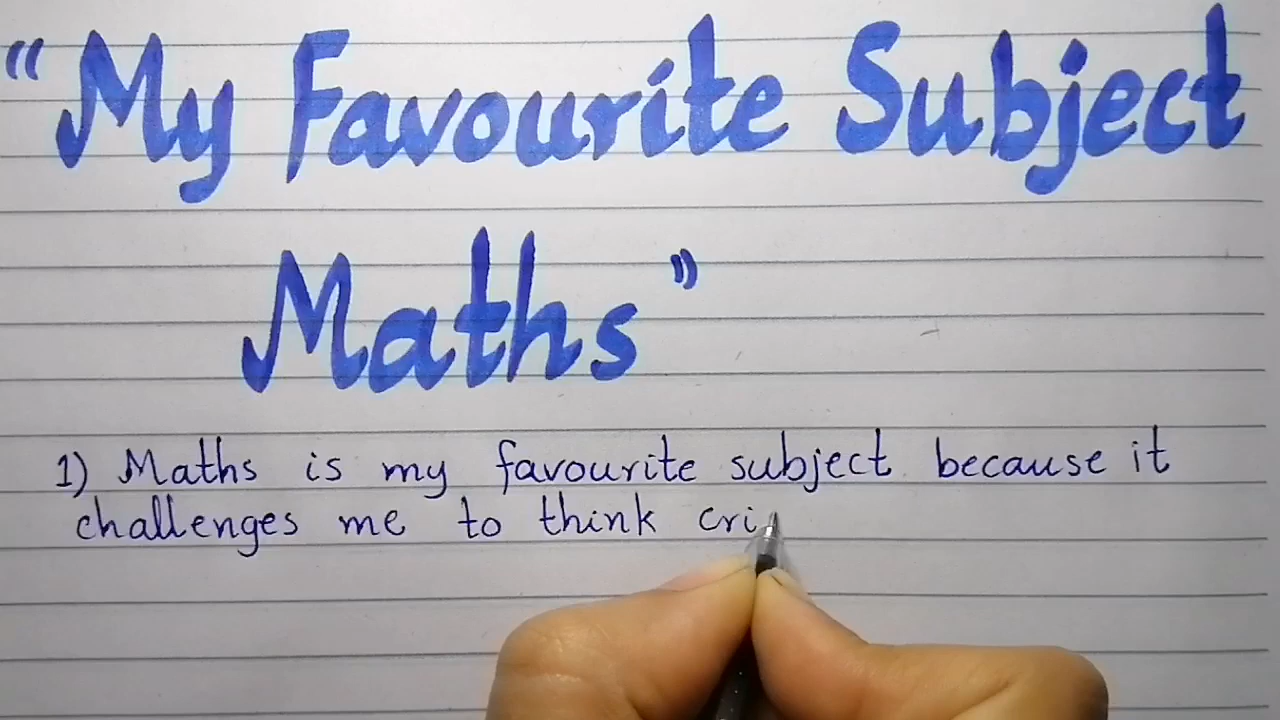 "My Favourite Subject
Maths"
1) Maths is my favourite subject because it
challenges me to think cri